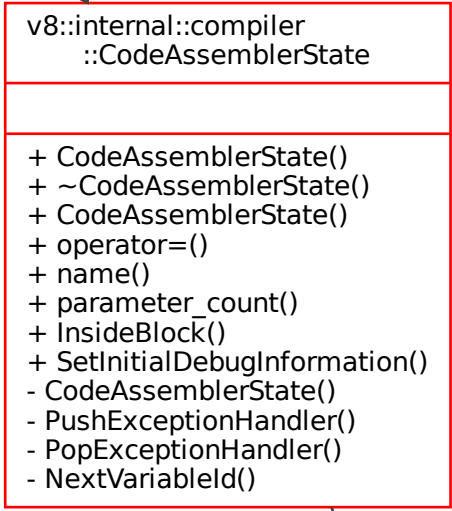 v8::internal::compiler
::CodeAssemblerState
+ CodeAssemblerState()
+ ~CodeAssemblerState()
+ CodeAssemblerState()
+ operator=()
+ name()
+ parameter_count()
+ InsideBlock()
+ SetInitialDebugInformation()
- CodeAssemblerState()
- PushExceptionHandler()
- PopExceptionHandler()
- NextVariableId()